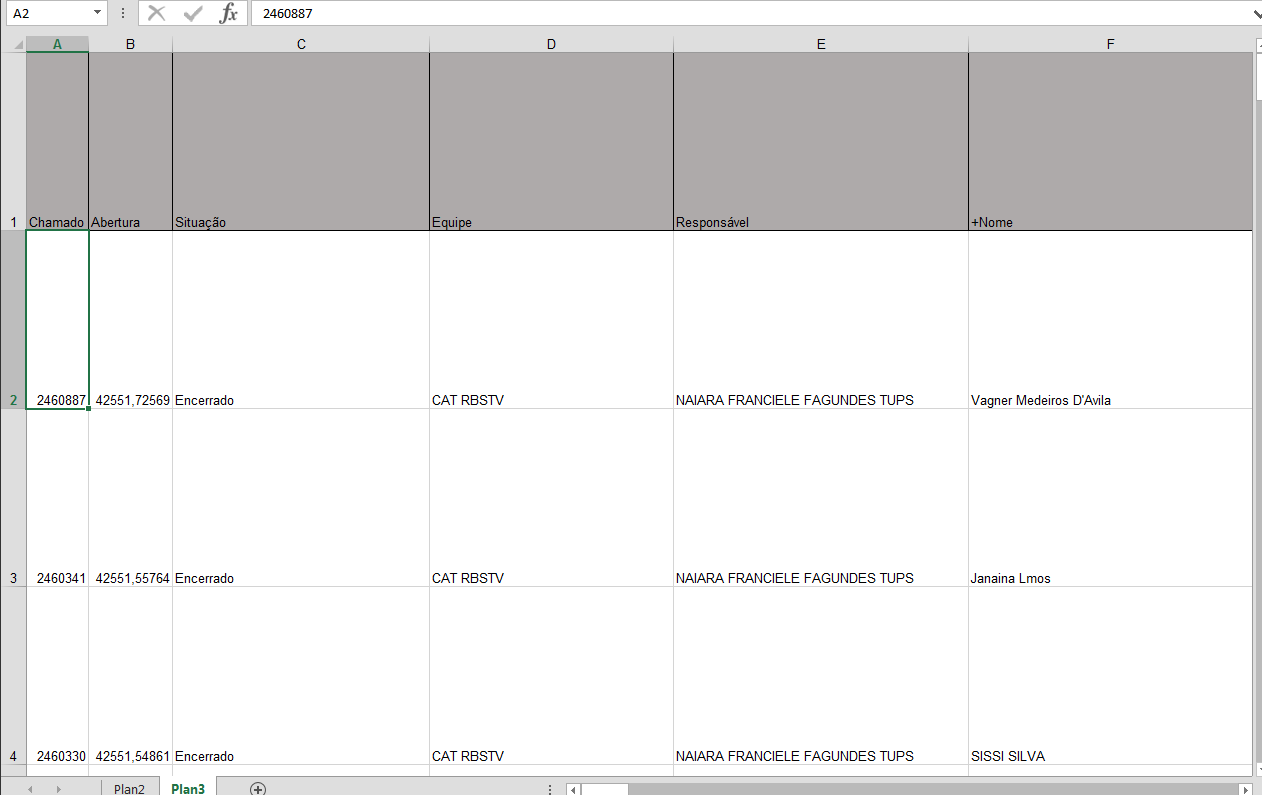 A2 fx 2460887
A B C D E F
1 Chamado Abertura Situação Equipe Responsável +Nome
2 2460887 42551,72569 Encerrado CAT RBSTV NAIARA FRANCIELE FAGUNDES TUPS Vagner Medeiros D'Avila
3 2460341 42551,55764 Encerrado CAT RBSTV NAIARA FRANCIELE FAGUNDES TUPS Janaina Lmos
4 2460330 42551,54861 Encerrado CAT RBSTV NAIARA FRANCIELE FAGUNDES TUPS SISSI SILVA
Plan2 Plan3